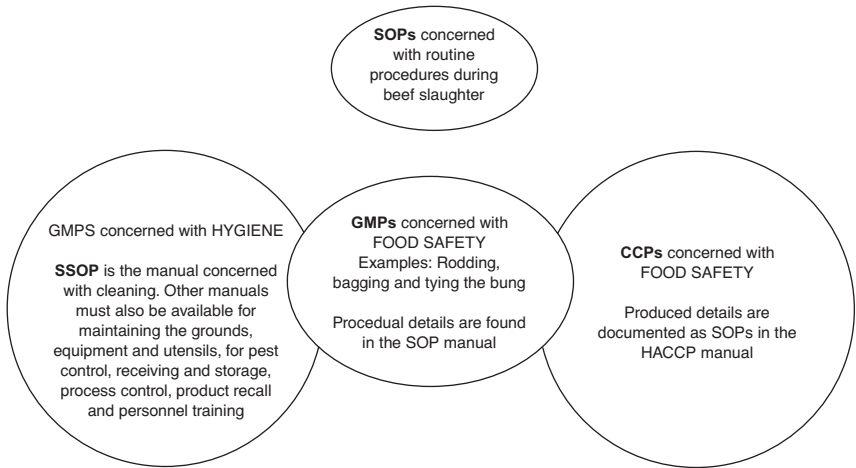 SOPs concerned
with routine
procedures during
beef slaughter
GMPS concerned with HYGIENE
SSOP is the manual concerned
with cleaning. Other manuals
must also be available for
maintaining the grounds,
equipment and utensils, for pest
control, receiving and storage,
process control, product recall
and personnel training
GMPs concerned with
FOOD SAFETY
Examples: Rodding,
bagging and tying the bung
Procedual details are found
in the SOP manual
CCPs concerned with
FOOD SAFETY
Produced details are
documented as SOPs in the
HACCP manual